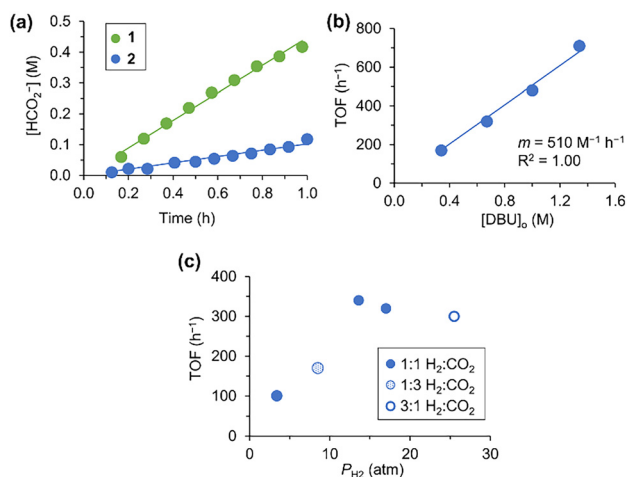 (a)
[HCO₂⁻] (M)
0.5
0.4
0.3
0.2
0.1
0.0
1
2
0.0 0.2 0.4 0.6 0.8 1.0
Time (h)
(b)
TOF (h⁻¹)
800
600
400
200
0
m = 510 M⁻¹ h⁻¹
R² = 1.00
0.0 0.4 0.8 1.2 1.6
[DBU]ₒ (M)
(c)
TOF (h⁻¹)
400
300
200
100
0
1:1 H₂:CO₂
1:3 H₂:CO₂
3:1 H₂:CO₂
0 10 20 30
P_H2 (atm)